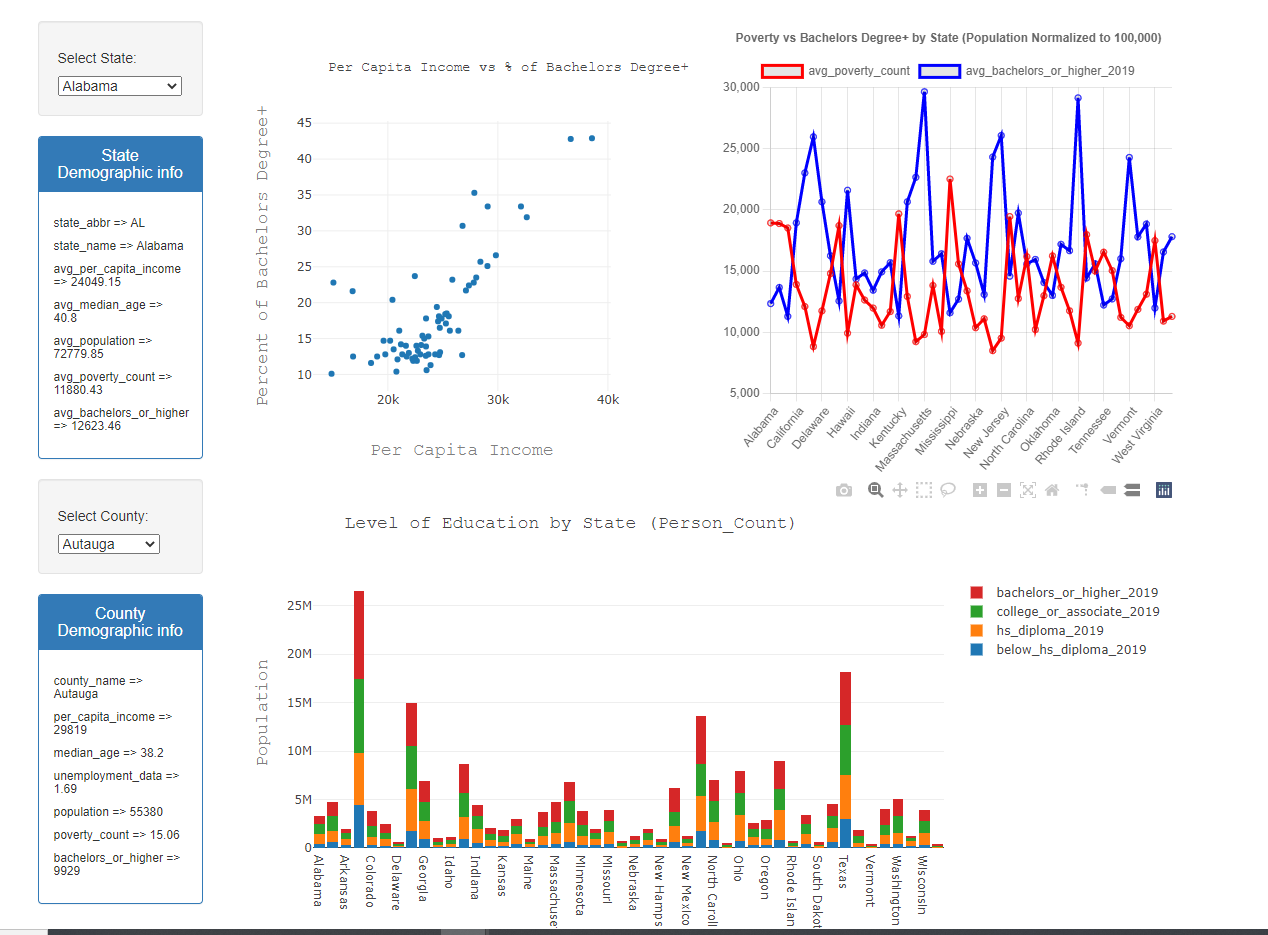 Select State:
Alabama
State
Demographic info
state_abbr => AL
state_name => Alabama
avg_per_capita_income
=> 24049.15
avg_median_age =>
40.8
avg_population =>
72779.85
avg_poverty_count =>
11880.43
avg_bachelors_or_higher
=> 12623.46
Select County:
Autauga
County
Demographic info
county_name =>
Autauga
per_capita_income =>
29819
median_age => 38.2
unemployment_data =>
1.69
population => 55380
poverty_count => 15.06
bachelors_or_higher =>
9929
Per Capita Income vs % of Bachelors Degree+
Percent of Bachelors Degree+
45
40
35
30
25
20
15
10
20k
30k
40k
Per Capita Income
Poverty vs Bachelors Degree+ by State (Population Normalized to 100,000)
avg_poverty_count
avg_bachelors_or_higher_2019
30,000
25,000
20,000
15,000
10,000
5,000
Alabama
California
Delaware
Hawaii
Indiana
Kentucky
Massachusetts
Mississippi
Nebraska
New Jersey
North Carolina
Oklahoma
Rhode Island
Tennessee
Vermont
West Virginia
Level of Education by State (Person_Count)
Population
25M
20M
15M
10M
5M
0
Alabama
Arkansas
Colorado
Delaware
Georgia
Idaho
Indiana
Kansas
Maine
Massachuse
Minnesota
Missouri
Nebraska
New Hamps
New Mexico
North Caroli
Ohio
Oregon
Rhode Islan
South Dakot
Texas
Vermont
Washington
Wisconsin
bachelors_or_higher_2019
college_or_associate_2019
hs_diploma_2019
below_hs_diploma_2019